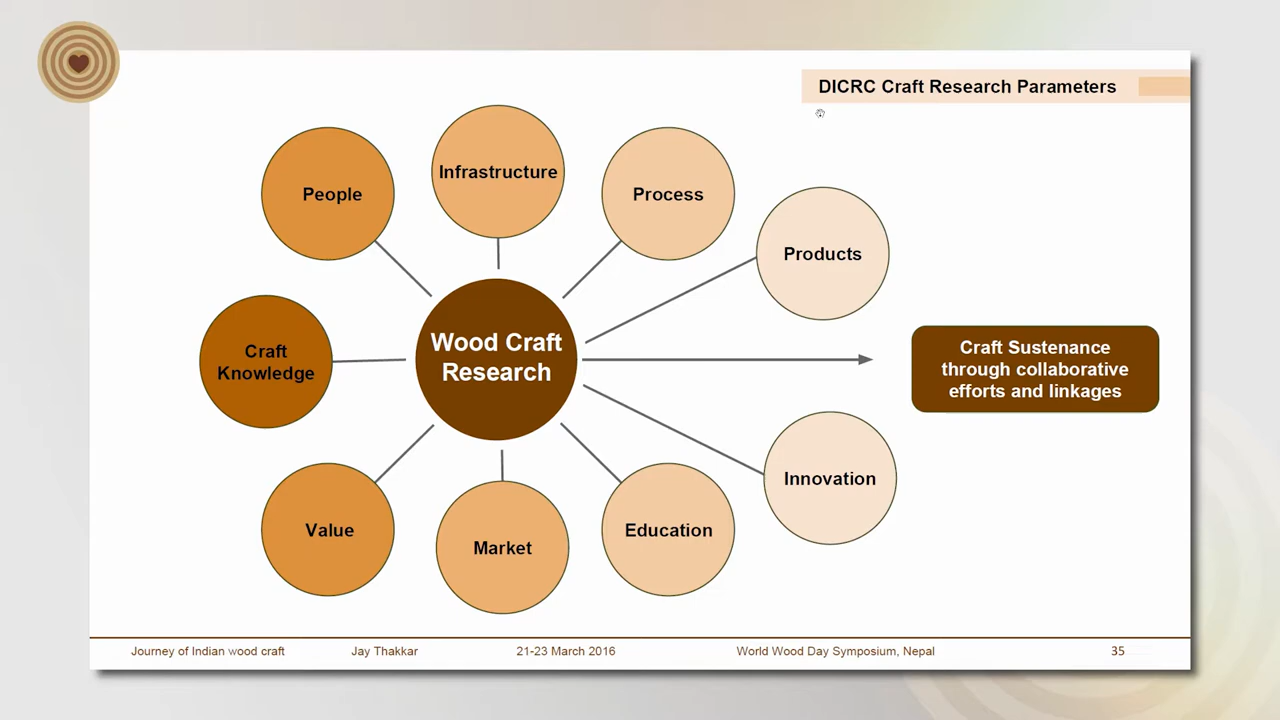 DICRC Craft Research Parameters
People
Infrastructure
Process
Products
Craft
Knowledge
Wood Craft
Research
Craft Sustenance
through collaborative
efforts and linkages
Value
Market
Education
Innovation
Journey of Indian wood craft
Jay Thakkar
21-23 March 2016
World Wood Day Symposium, Nepal
35